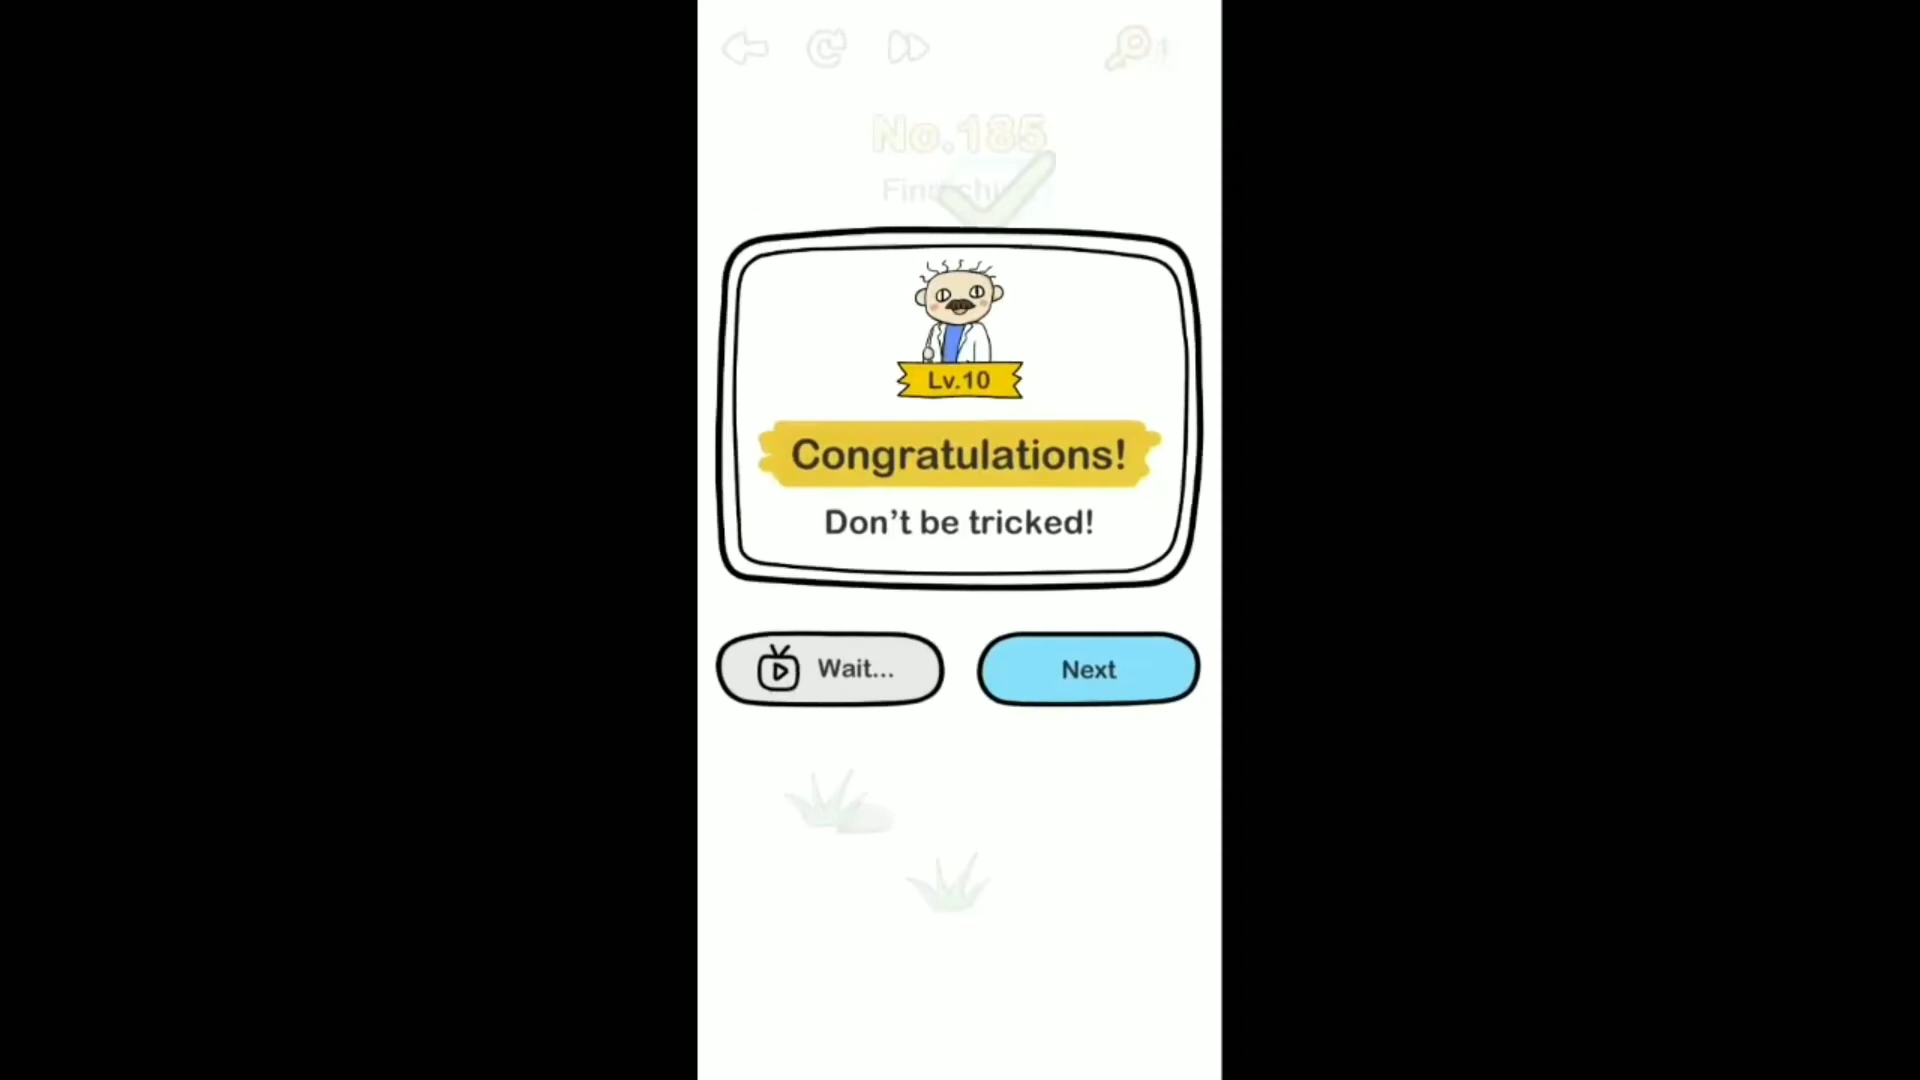 No.185
Lv.10
Congratulations!
Don't be tricked!
Wait...
Next